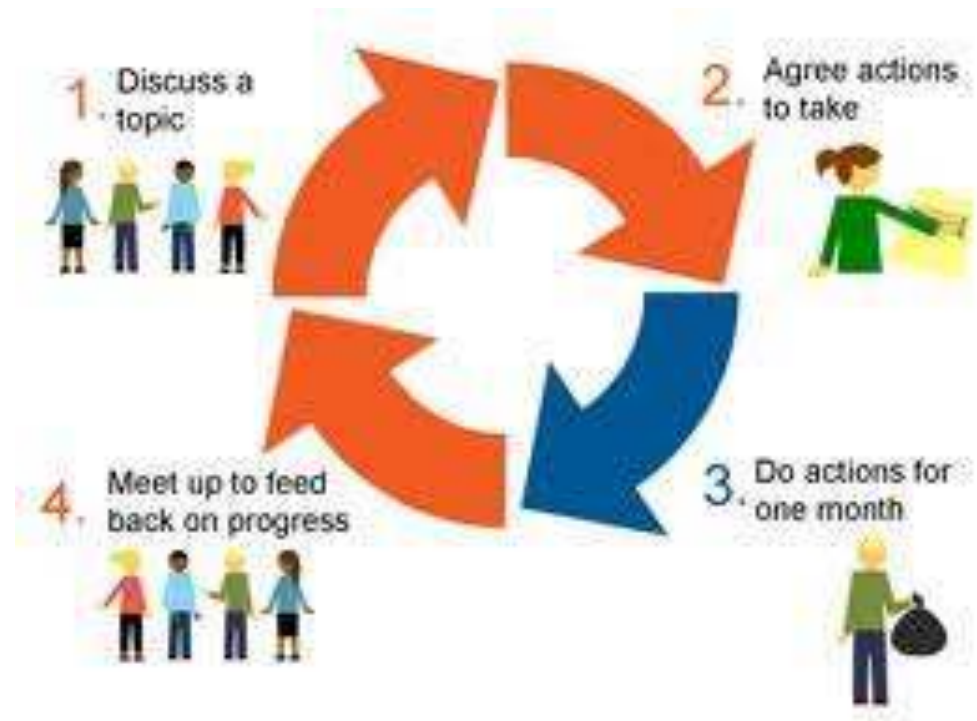 1. Discuss a
topic
2. Agree actions
to take
3. Do actions for
one month
4. Meet up to feed
back on progress